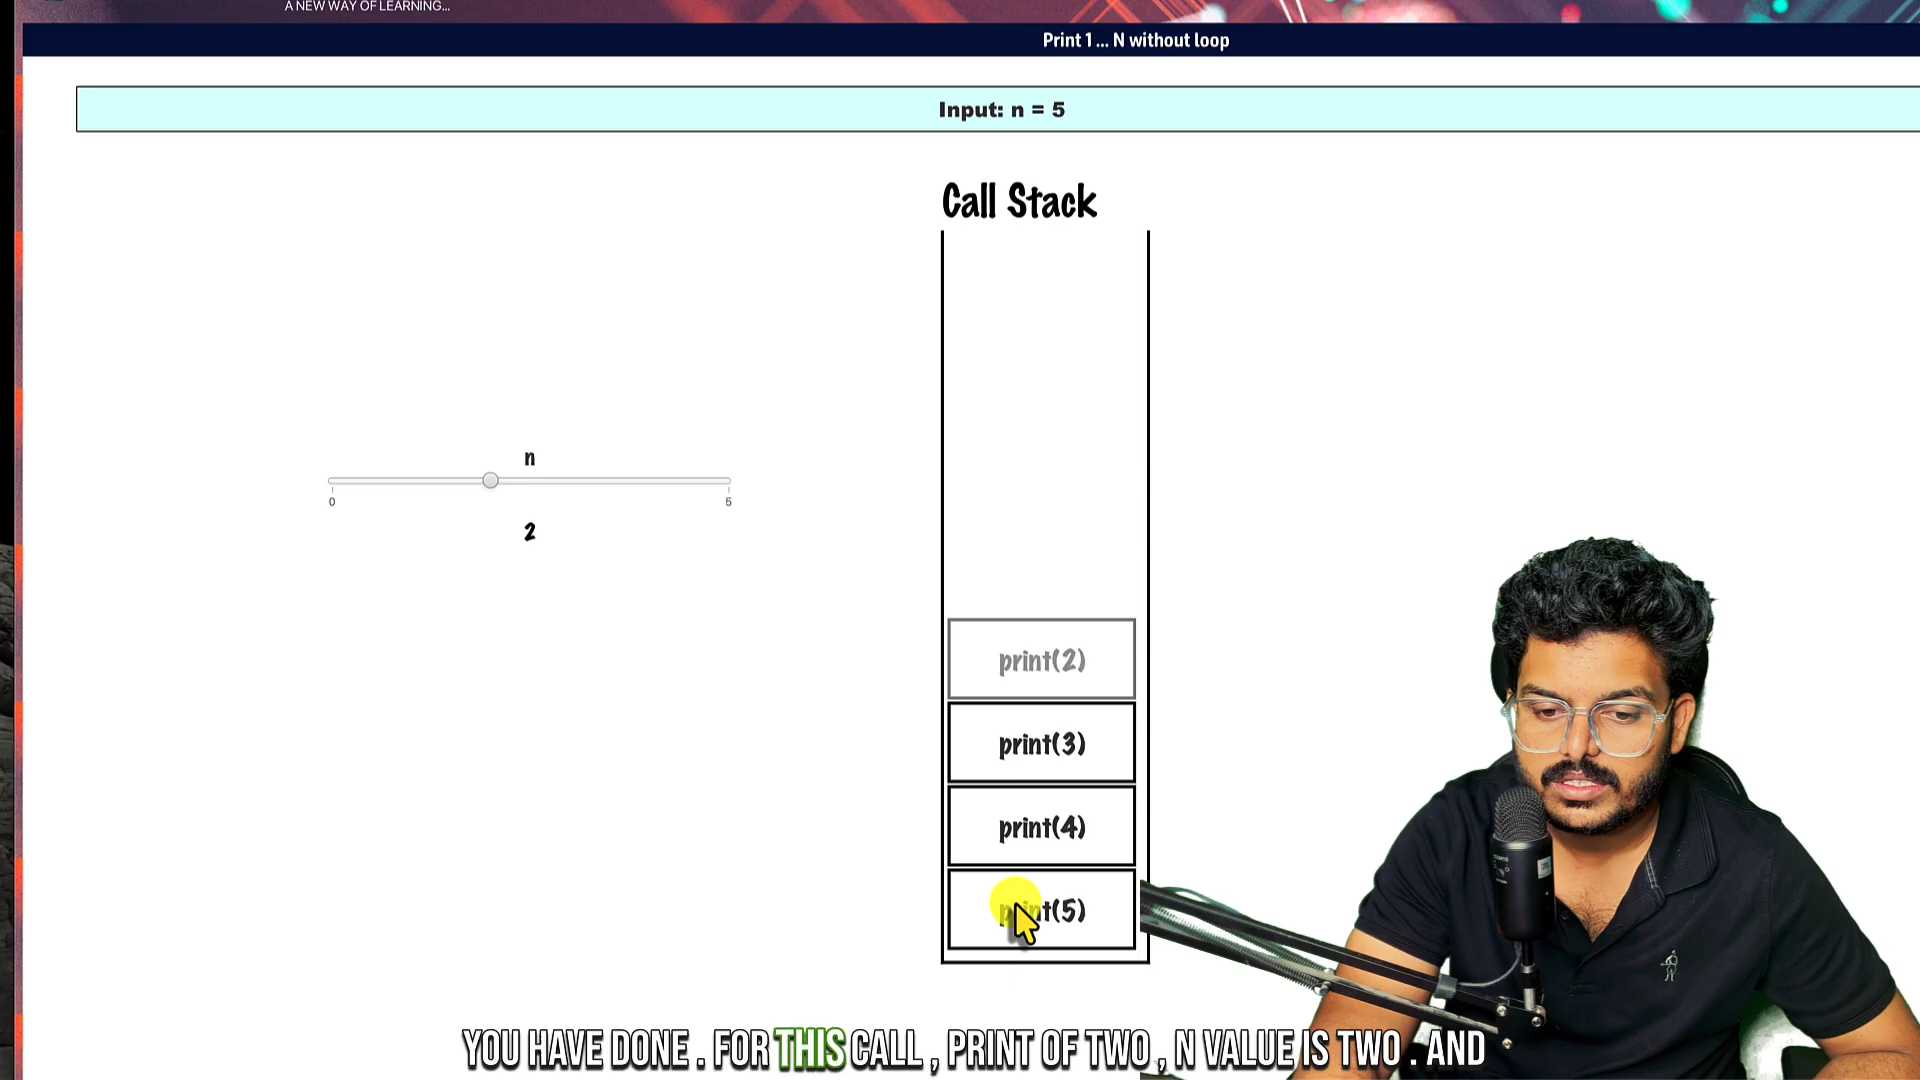 A NEW WAY OF LEARNING...
Print 1 ... N without loop
Input: n = 5
Call Stack
n
0 5
2
print(2)
print(3)
print(4)
print(5)
YOU HAVE DONE . FOR THIS CALL , PRINT OF TWO , N VALUE IS TWO . AND